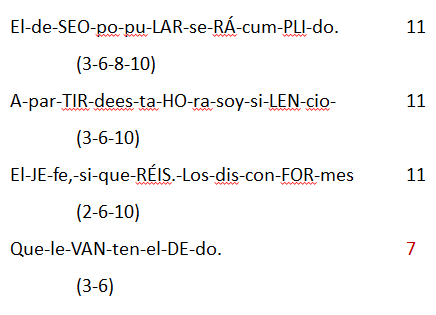 El-de-SEO-po-pu-LAR-se-RÁ-cum-PLI-do. 11
(3-6-8-10)
A-par-TIR-dees-ta-HO-ra-soy-si-LEN-cio- 11
(3-6-10)
El-JE-fe,-si-que-RÉIS.-Los-dis-con-FOR-mes 11
(2-6-10)
Que-le-VAN-ten-el-DE-do. 7
(3-6)